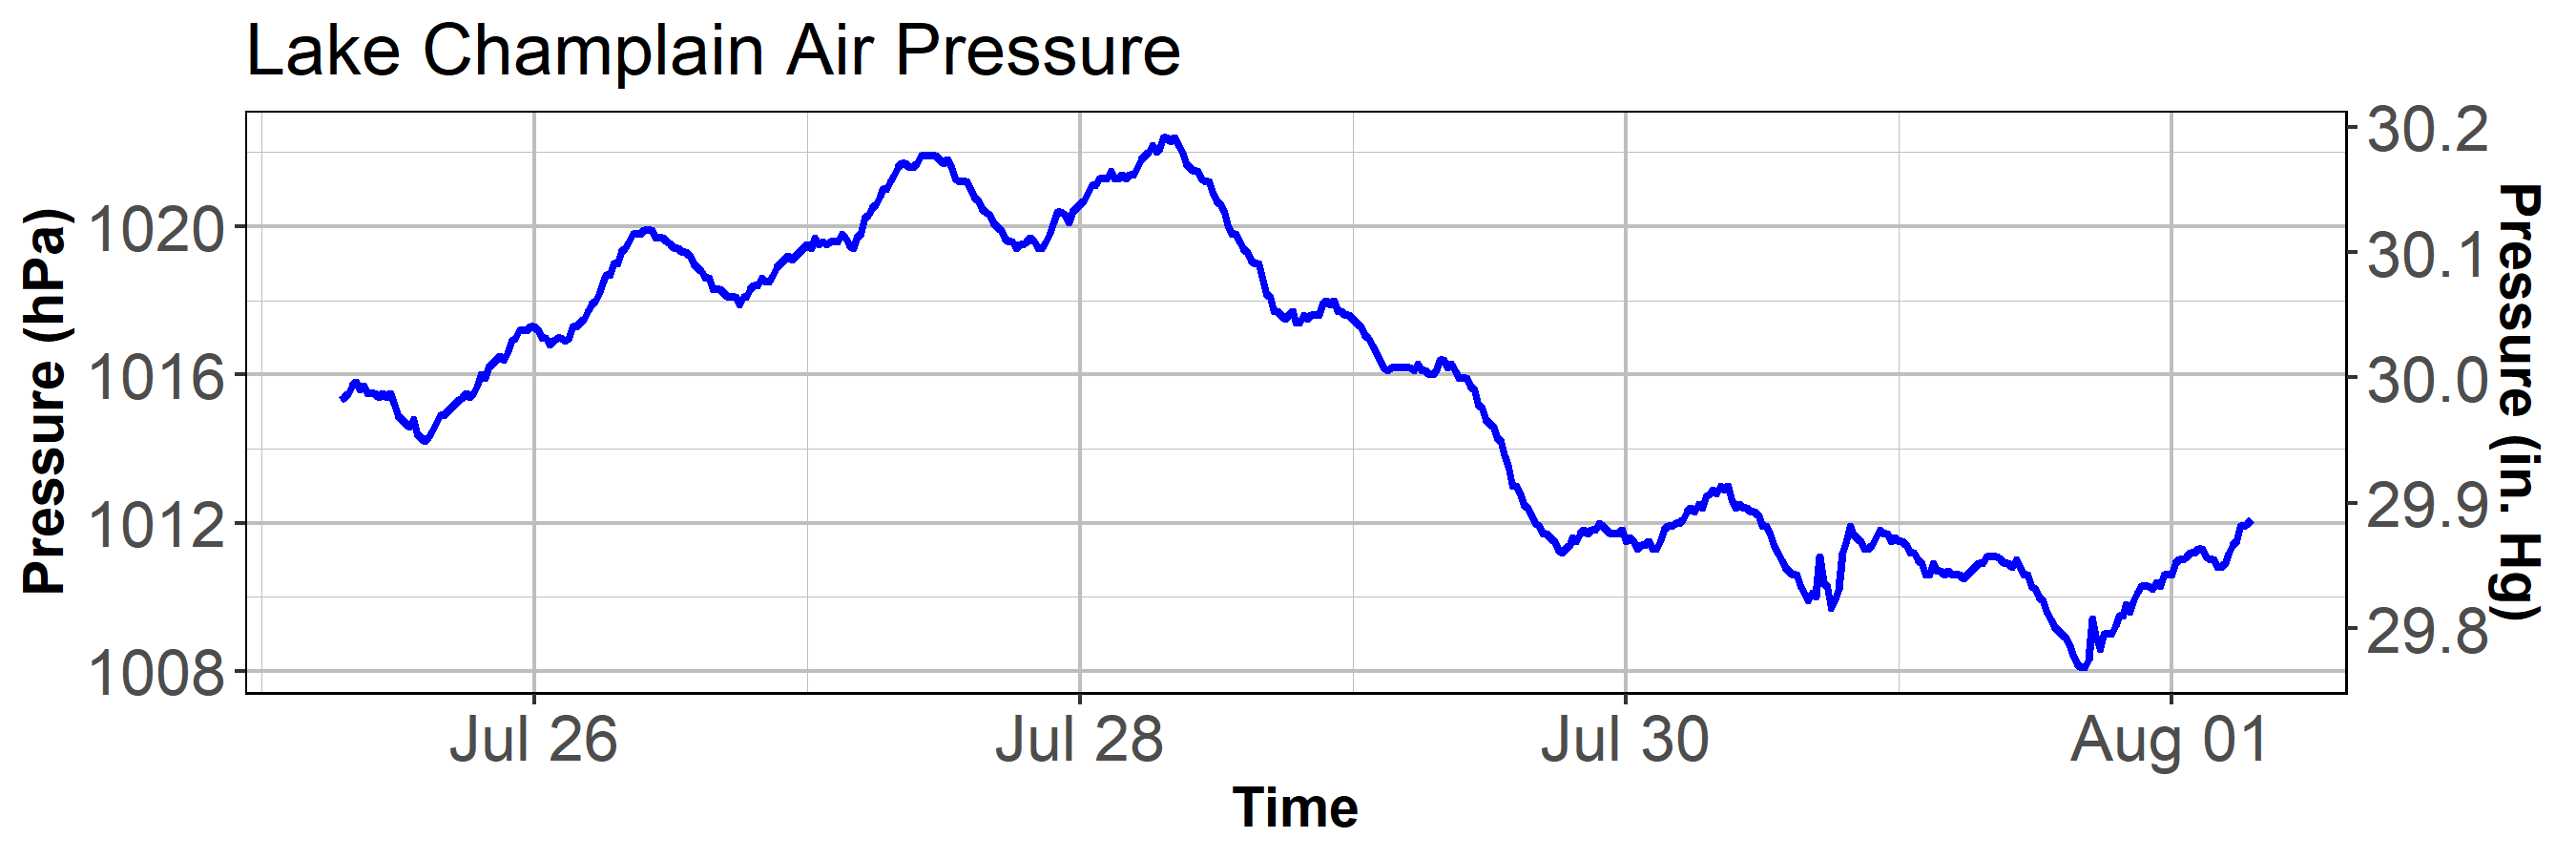 Lake Champlain Air Pressure
Pressure (hPa)
1020
1016
1012
1008
30.2
30.1
30.0
29.9
29.8
Pressure (in. Hg)
Jul 26
Jul 28
Jul 30
Aug 01
Time